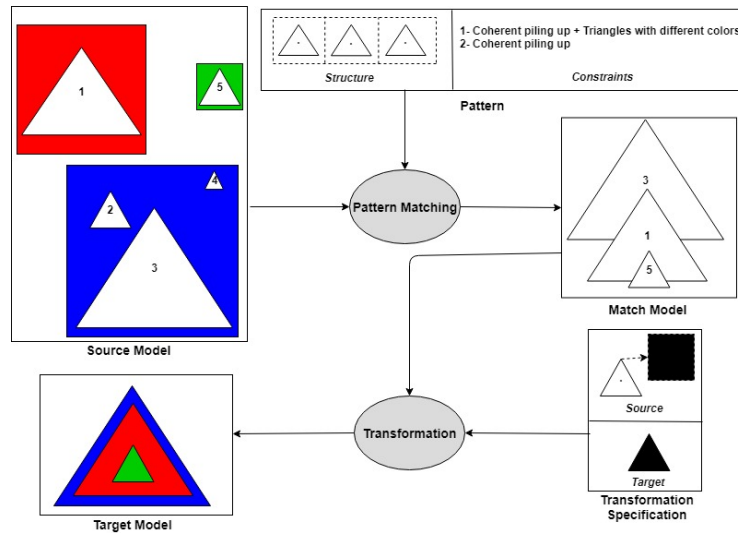 1
5
2
4
3
Source Model
Structure
1- Coherent piling up + Triangles with different colors
2- Coherent piling up
Constraints
Pattern
Pattern Matching
3
1
5
Match Model
Source
Target
Transformation
Specification
Transformation
Target Model